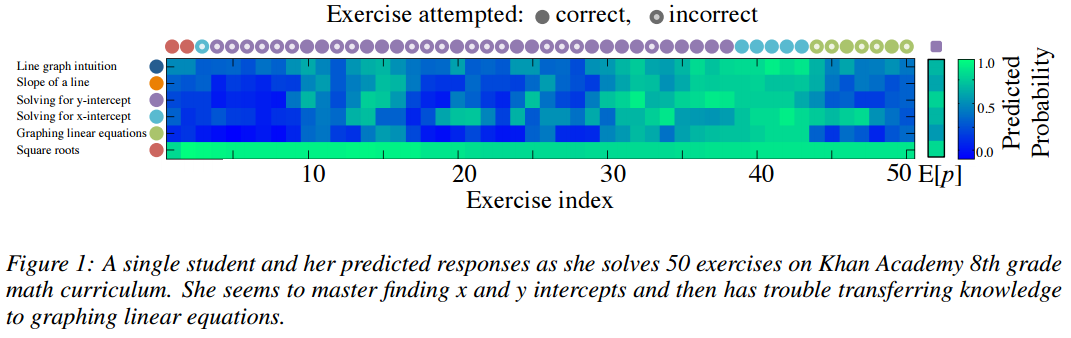 Exercise attempted: correct, incorrect
Line graph intuition
Slope of a line
Solving for y-intercept
Solving for x-intercept
Graphing linear equations
Square roots
1.0
0.5
0.0
Predicted
Probability
10 20 30 40 50 E[p]
Exercise index
Figure 1: A single student and her predicted responses as she solves 50 exercises on Khan Academy 8th grade
math curriculum. She seems to master finding x and y intercepts and then has trouble transferring knowledge
to graphing linear equations.